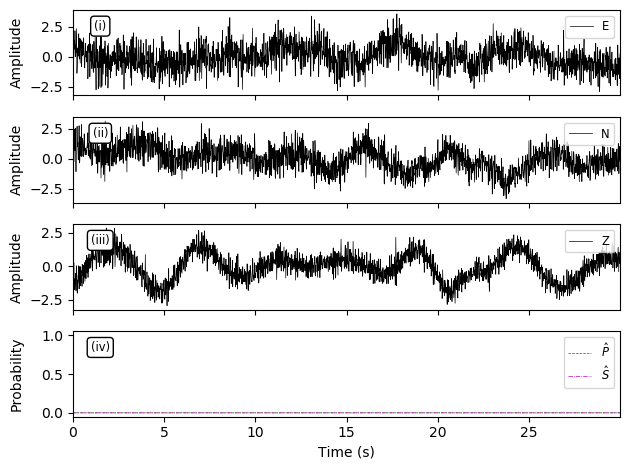 Amplitude
2.5
0.0
−2.5
(i)
E
Amplitude
2.5
0.0
−2.5
(ii)
N
Amplitude
2.5
0.0
−2.5
(iii)
Z
Probability
1.0
0.5
0.0
(iv)
P̂
Ŝ
0 5 10 15 20 25
Time (s)